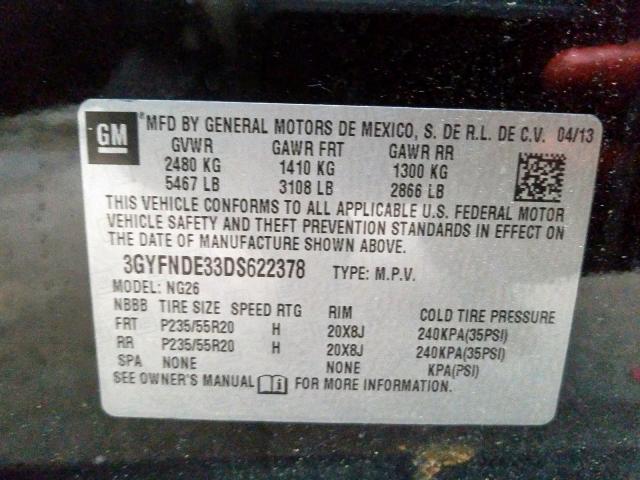 GM
®MFD BY GENERAL MOTORS DE MEXICO, S. DE R.L. DE C.V. 04/13
GVWR GAWR FRT GAWR RR
2480 KG 1410 KG 1300 KG
5467 LB 3108 LB 2866 LB
THIS VEHICLE CONFORMS TO ALL APPLICABLE U.S. FEDERAL MOTOR
VEHICLE SAFETY AND THEFT PREVENTION STANDARDS IN EFFECT ON
THE DATE OF MANUFACTURE SHOWN ABOVE.
3GYFNDE33DS622378 TYPE: M.P.V.
MODEL: NG26
NBBB TIRE SIZE SPEED RTG RIM COLD TIRE PRESSURE
FRT P235/55R20 H 20X8J 240KPA(35PSI)
RR P235/55R20 H 20X8J 240KPA(35PSI)
SPA NONE NONE KPA(PSI)
SEE OWNER'S MANUAL FOR MORE INFORMATION.